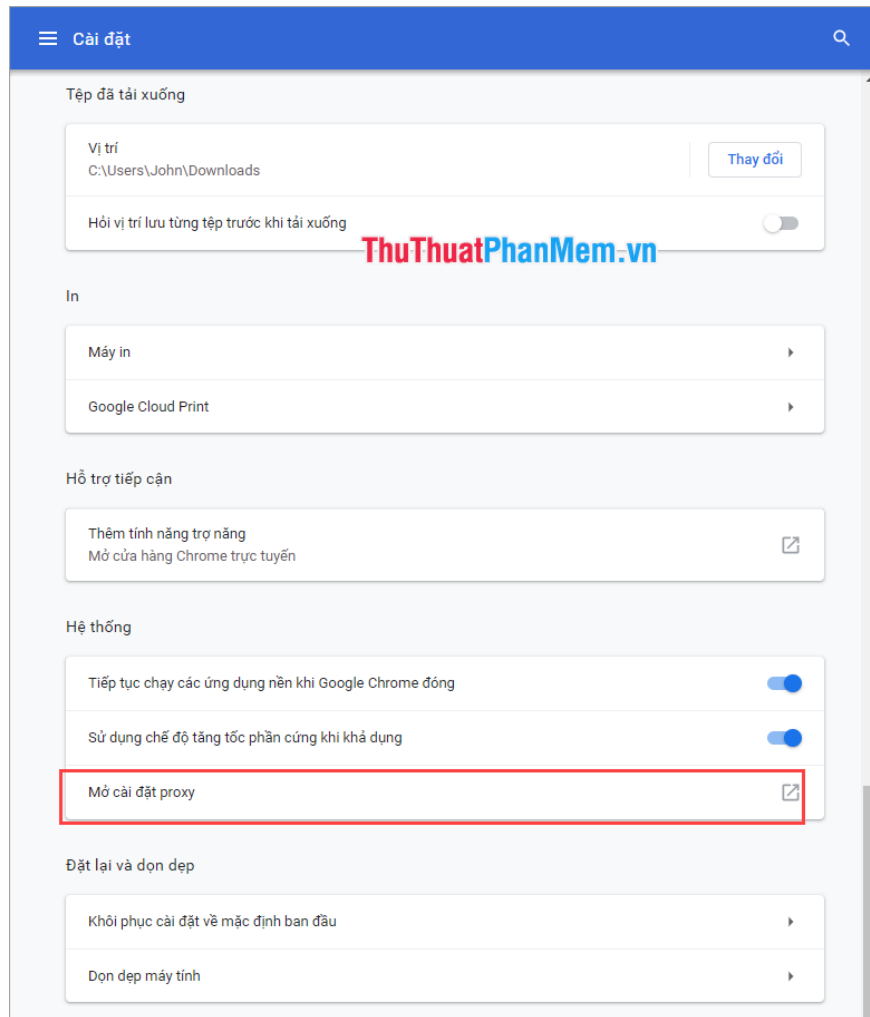 Cài đặt
Tệp đã tải xuống
Vị trí
C:\Users\John\Downloads
Thay đổi
Hỏi vị trí lưu từng tệp trước khi tải xuống
ThuThuatPhanMem.vn
In
Máy in
Google Cloud Print
Hỗ trợ tiếp cận
Thêm tính năng trợ năng
Mở cửa hàng Chrome trực tuyến
Hệ thống
Tiếp tục chạy các ứng dụng nền khi Google Chrome đóng
Sử dụng chế độ tăng tốc phần cứng khi khả dụng
Mở cài đặt proxy
Đặt lại và dọn dẹp
Khôi phục cài đặt về mặc định ban đầu
Dọn dẹp máy tính